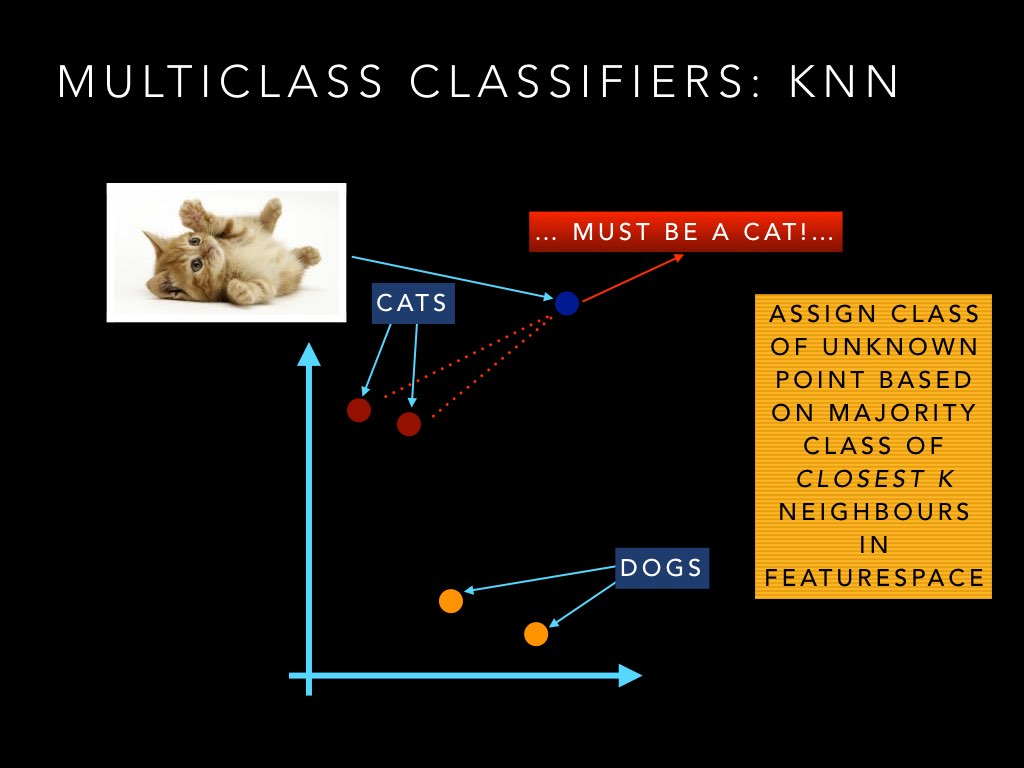 MULTICLASS CLASSIFIERS: KNN
... MUST BE A CAT!...
CATS
ASSIGN CLASS
OF UNKNOWN
POINT BASED
ON MAJORITY
CLASS OF
CLOSEST K
NEIGHBOURS
IN
FEATURESPACE
DOGS